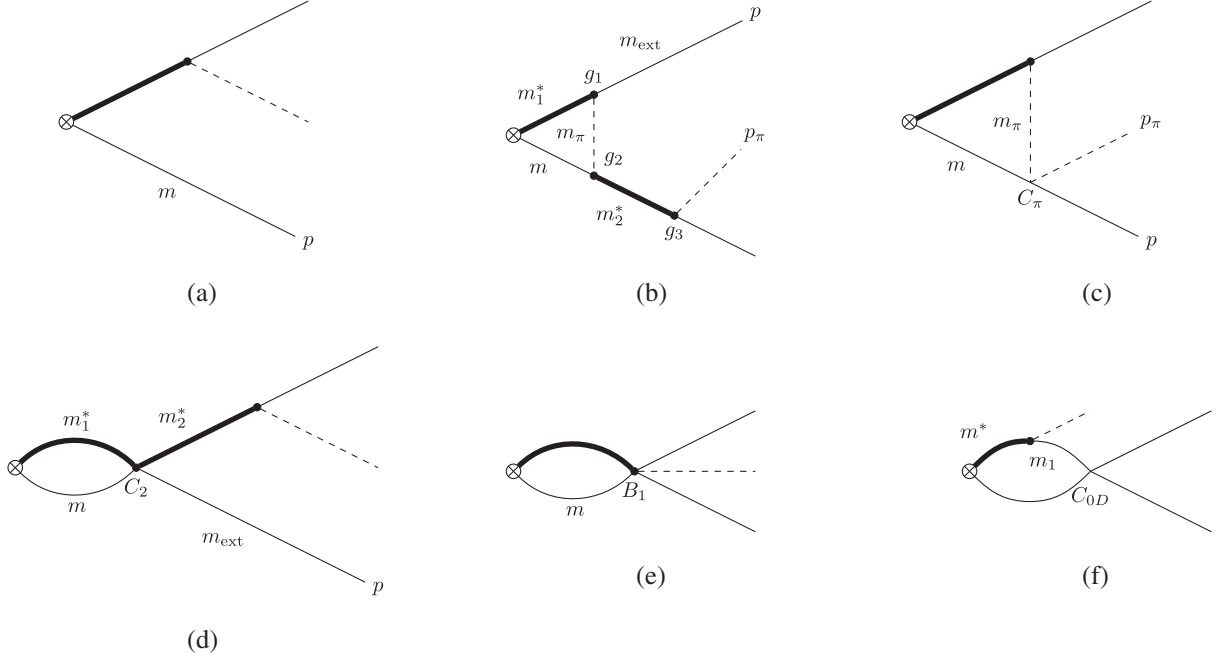 m
p
(a)
m_1^*
g_1
m_ext
p
m_π
m
g_2
m_2^*
g_3
p_π
(b)
m_π
p_π
m
C_π
p
(c)
m_1^*
m_2^*
m
C_2
m_ext
p
(d)
m
B_1
(e)
m^*
m_1
C_{0D}
(f)